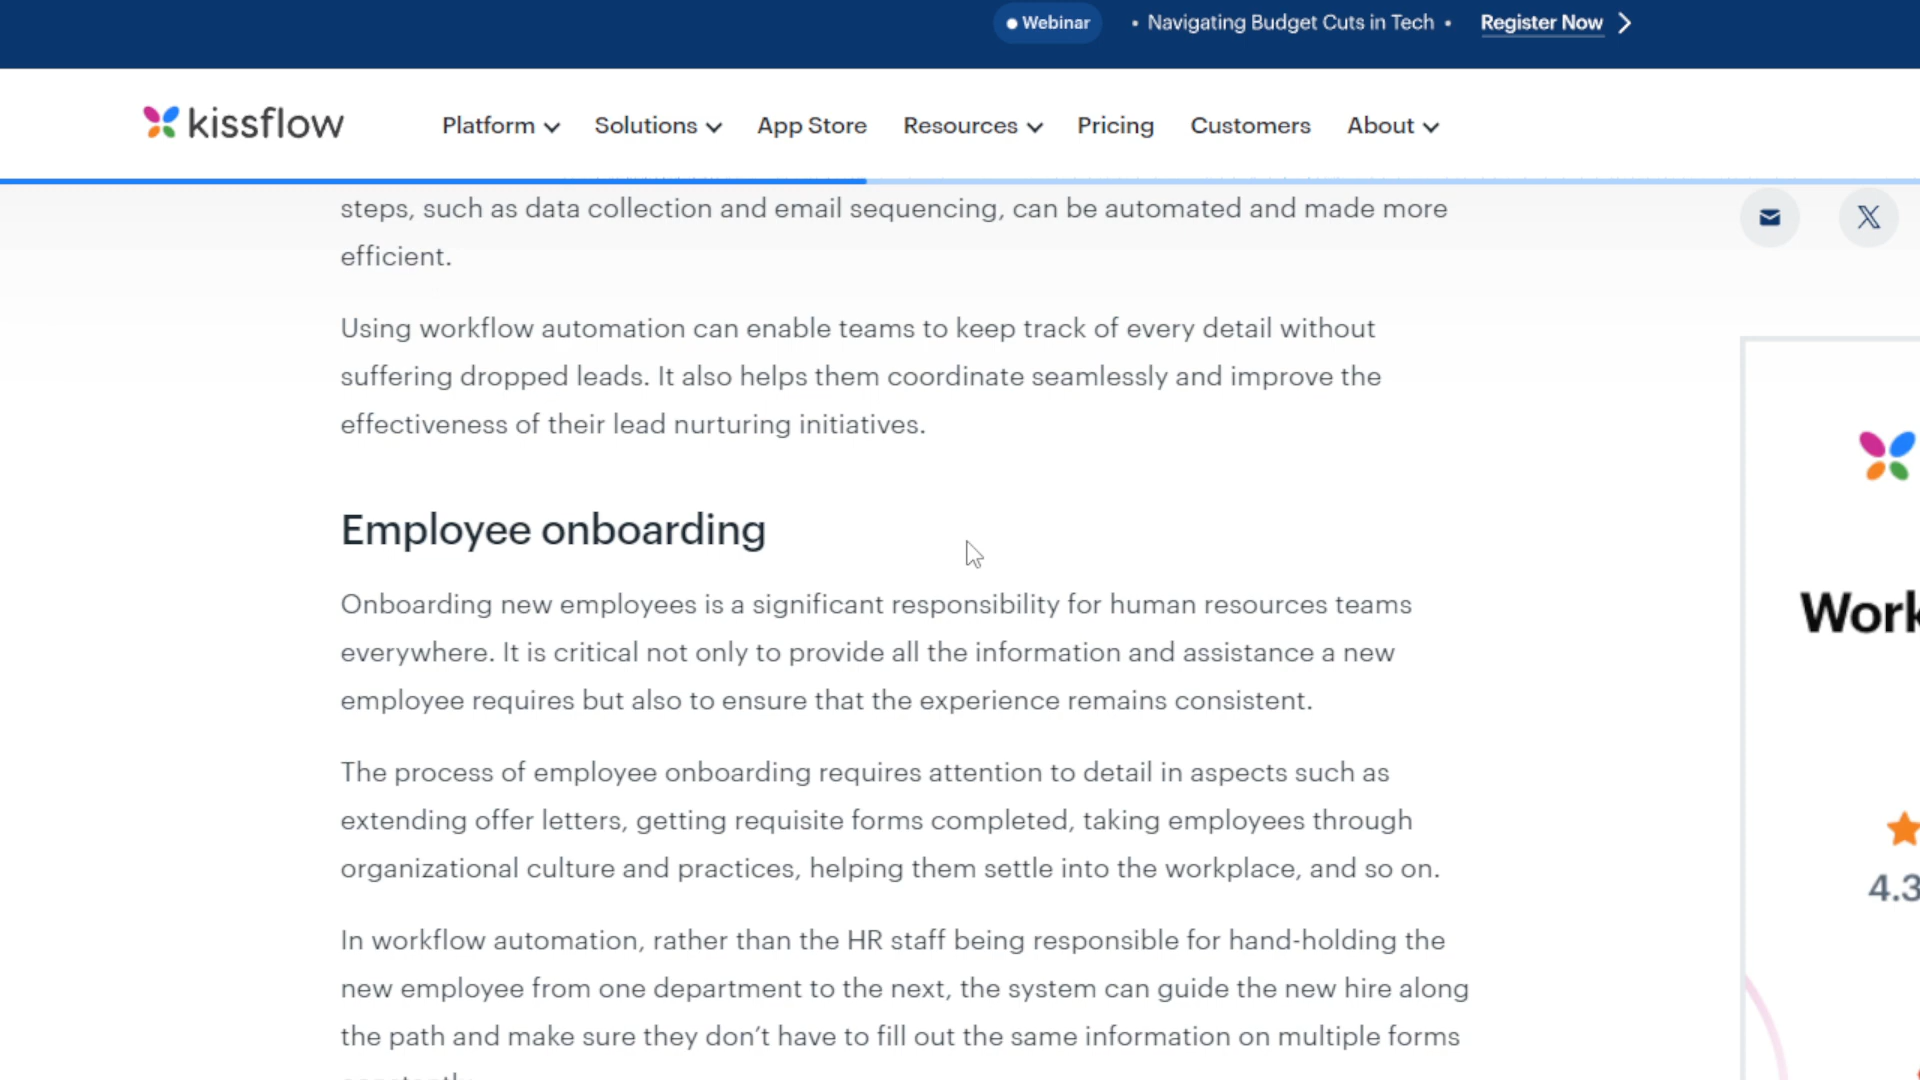 Webinar • Navigating Budget Cuts in Tech • Register Now
kissflow Platform Solutions App Store Resources Pricing Customers About
steps, such as data collection and email sequencing, can be automated and made more
efficient.
Using workflow automation can enable teams to keep track of every detail without
suffering dropped leads. It also helps them coordinate seamlessly and improve the
effectiveness of their lead nurturing initiatives.
Employee onboarding
Onboarding new employees is a significant responsibility for human resources teams
everywhere. It is critical not only to provide all the information and assistance a new
employee requires but also to ensure that the experience remains consistent.
The process of employee onboarding requires attention to detail in aspects such as
extending offer letters, getting requisite forms completed, taking employees through
organizational culture and practices, helping them settle into the workplace, and so on.
In workflow automation, rather than the HR staff being responsible for hand-holding the
new employee from one department to the next, the system can guide the new hire along
the path and make sure they don’t have to fill out the same information on multiple forms
Work
4.3